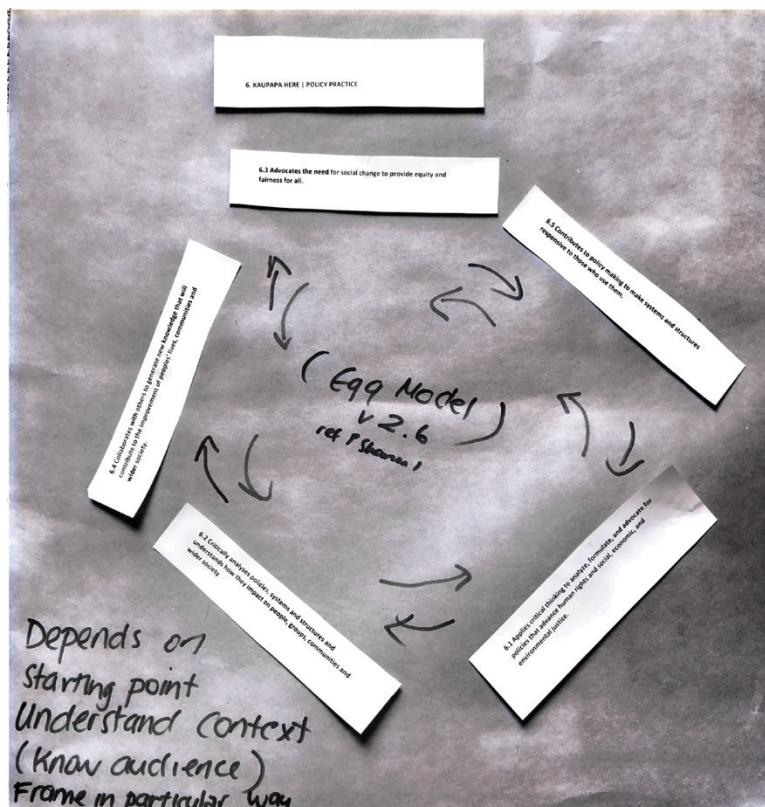 6. KAUPAPA HERE | POLICY PRACTICE
6.3 Advocates the need for social change to provide equity and
fairness for all.
6.5 Contributes to policy making to make systems and structures
responsive to those who use them.
6.4 Collaborates with others to generate new knowledge that will
contribute to the improvement of peoples' lives, communities and
wider society.
(Egg Model
v 2.6
ref P
6.2 Critically analyses policies, systems and structures and
understands how they impact on people, groups, communities and
wider society
6.1 Applies critical thinking to analyze, formulate, and advocate for
policies that advance human rights and social, economic, and
environmental justice.
Depends on
Starting point
Understand context
(Know audience)
Frame in particular way